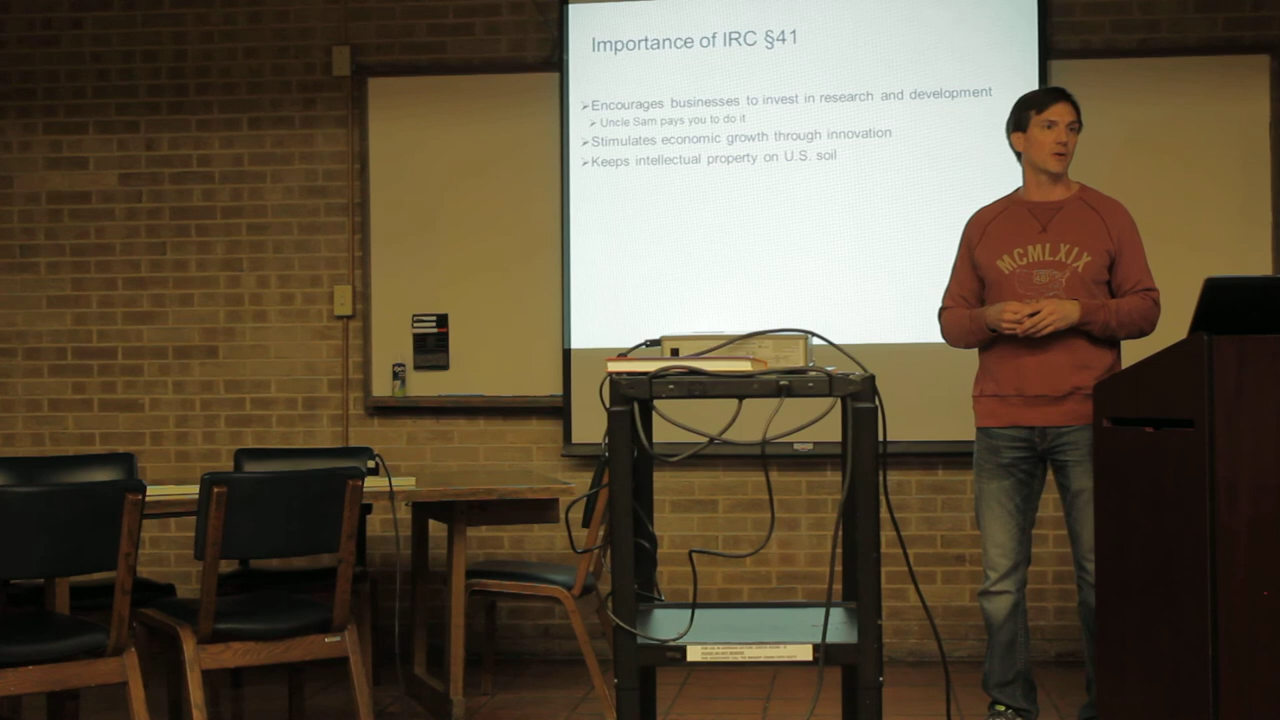 Importance of IRC §41
➢Encourages businesses to invest in research and development
➢ Uncle Sam pays you to do it
➢Stimulates economic growth through innovation
➢Keeps intellectual property on U.S. soil
MCMLXIX